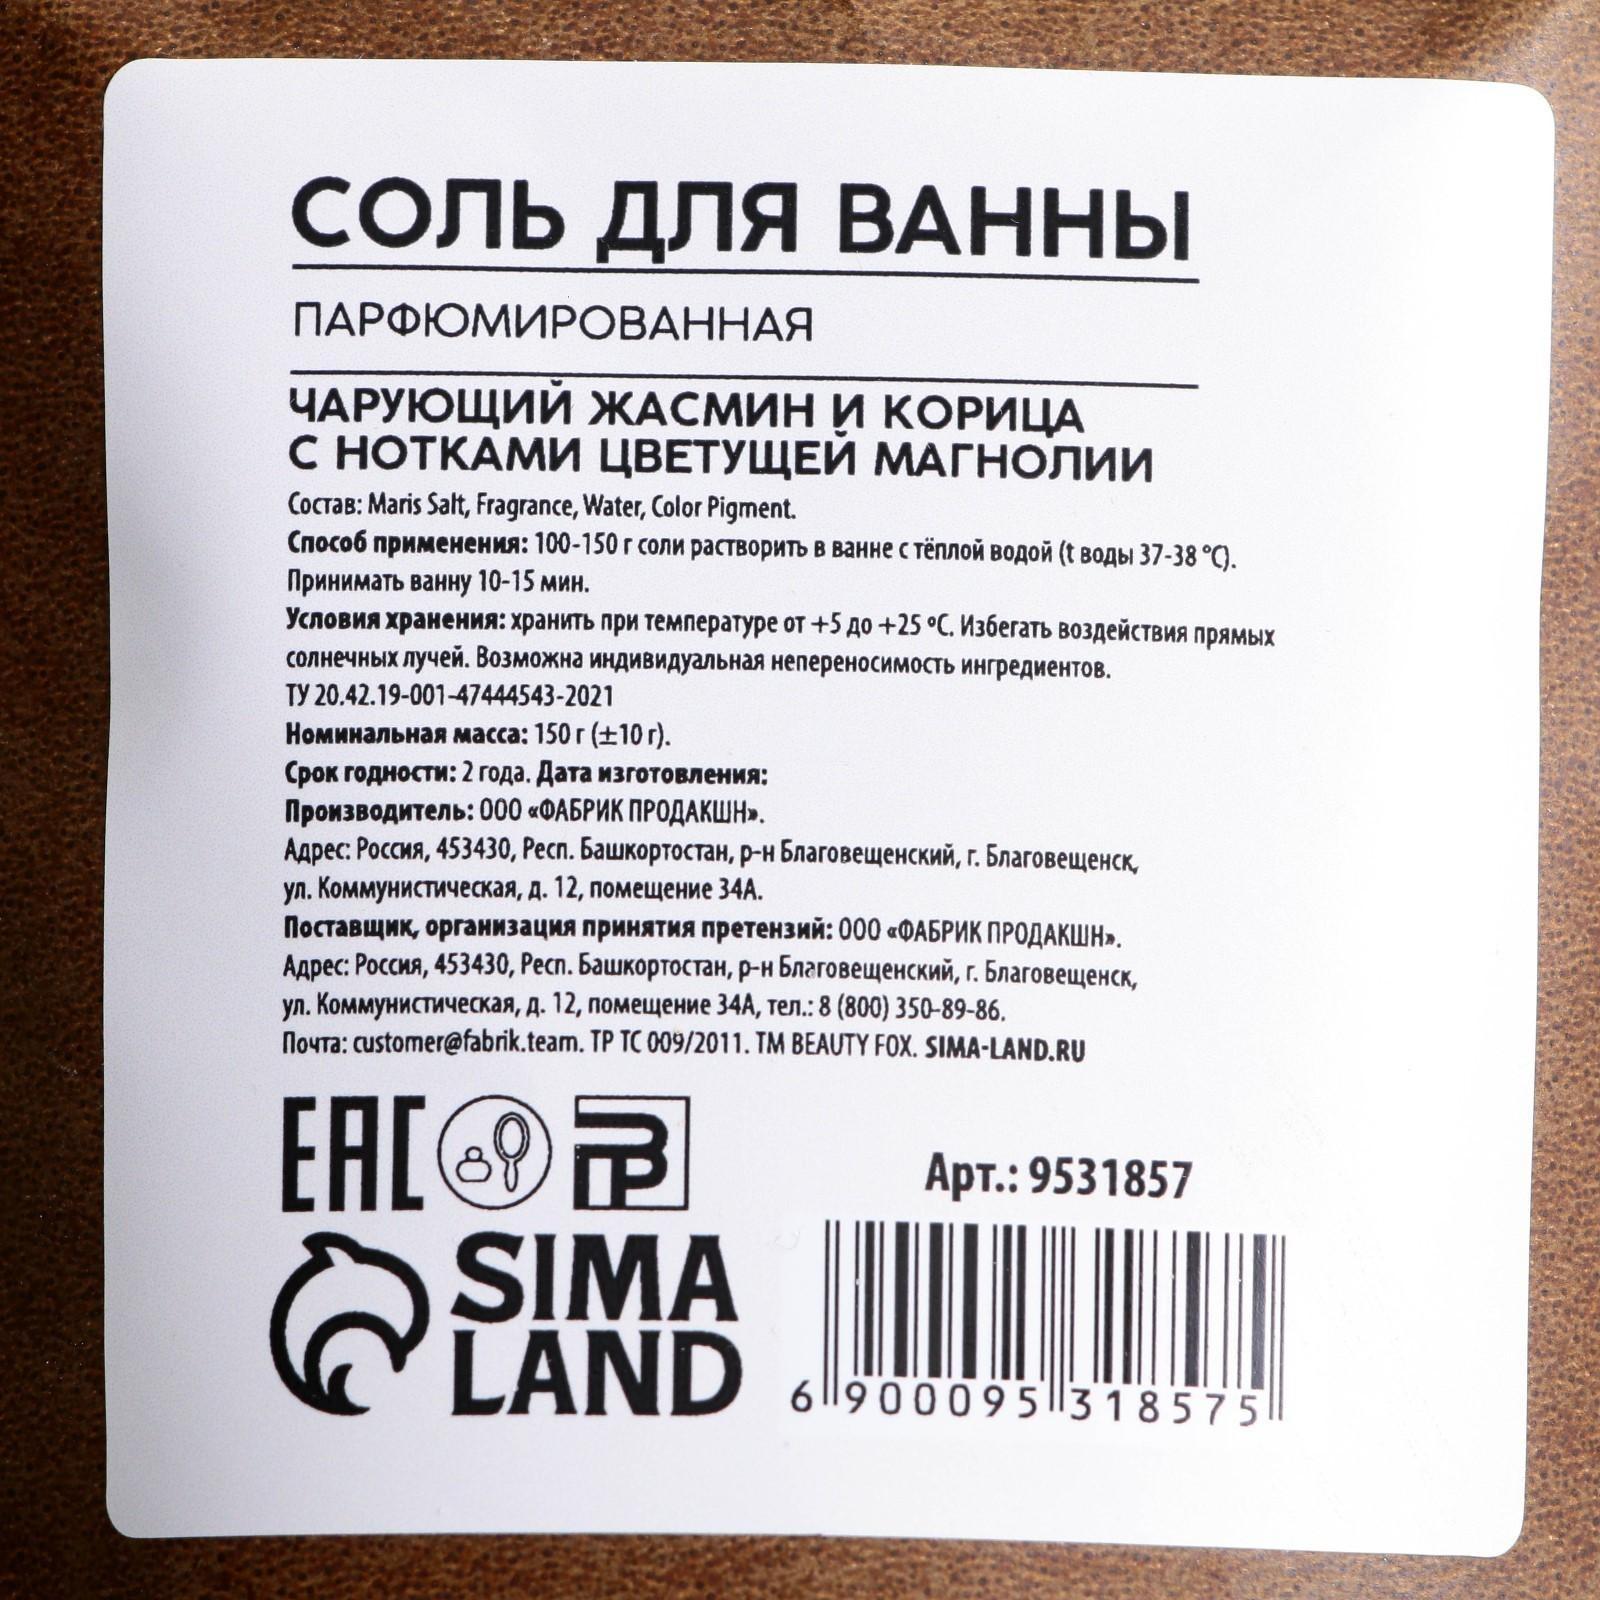 СОЛЬ ДЛЯ ВАННЫ
ПАРФЮМИРОВАННАЯ
ЧАРУЮЩИЙ ЖАСМИН И КОРИЦА
С НОТКАМИ ЦВЕТУЩЕЙ МАГНОЛИИ
Состав: Maris Salt, Fragrance, Water, Color Pigment.
Способ применения: 100-150 г соли растворить в ванне с тёплой водой (t воды 37-38 °C).
Принимать ванну 10-15 мин.
Условия хранения: хранить при температуре от +5 до +25 °C. Избегать воздействия прямых
солнечных лучей. Возможна индивидуальная непереносимость ингредиентов.
ТУ 20.42.19-001-47444543-2021
Номинальная масса: 150 г (±10 г).
Срок годности: 2 года. Дата изготовления:
Производитель: ООО «ФАБРИК ПРОДАКШН».
Адрес: Россия, 453430, Респ. Башкортостан, р-н Благовещенский, г. Благовещенск,
ул. Коммунистическая, д. 12, помещение 34А.
Поставщик, организация принятия претензий: ООО «ФАБРИК ПРОДАКШН».
Адрес: Россия, 453430, Респ. Башкортостан, р-н Благовещенский, г. Благовещенск,
ул. Коммунистическая, д. 12, помещение 34А, тел.: 8 (800) 350-89-86.
Почта: customer@fabrik.team. ТР ТС 009/2011. ТМ BEAUTY FOX. SIMA-LAND.RU
EAC
Арт.: 9531857
SIMA
LAND
6 900095 318575